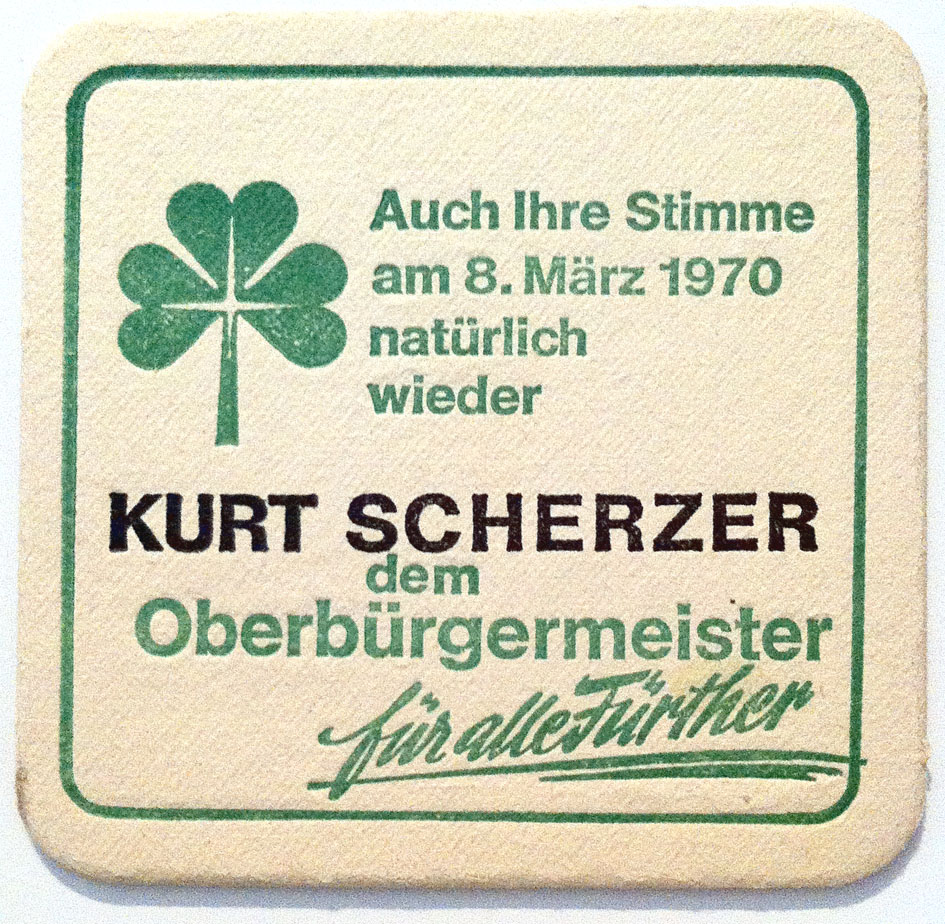 Auch Ihre Stimme
am 8. März 1970
natürlich
wieder
KURT SCHERZER
dem
Oberbürgermeister
für alle Fürther